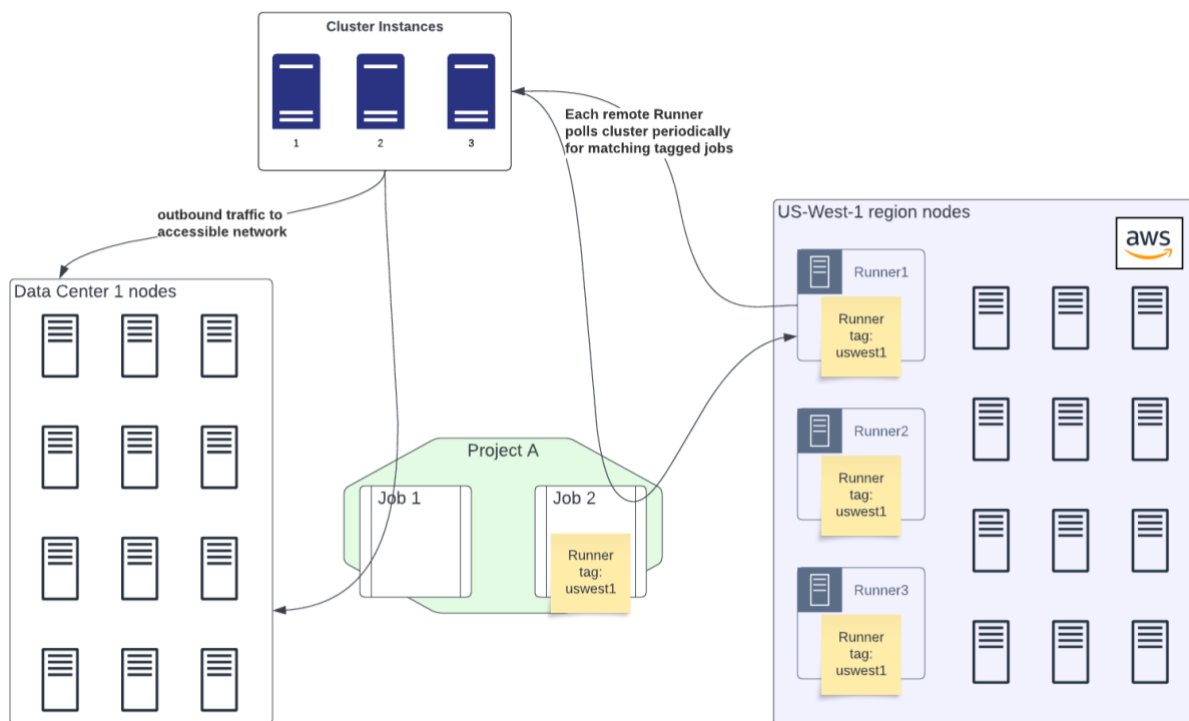 Cluster Instances
1
2
3
Each remote Runner
polls cluster periodically
for matching tagged jobs
outbound traffic to
accessible network
Data Center 1 nodes
US-West-1 region nodes
aws
Runner1
Runner
tag:
uswest1
Runner2
Runner
tag:
uswest1
Runner3
Runner
tag:
uswest1
Project A
Job 1
Job 2
Runner
tag:
uswest1